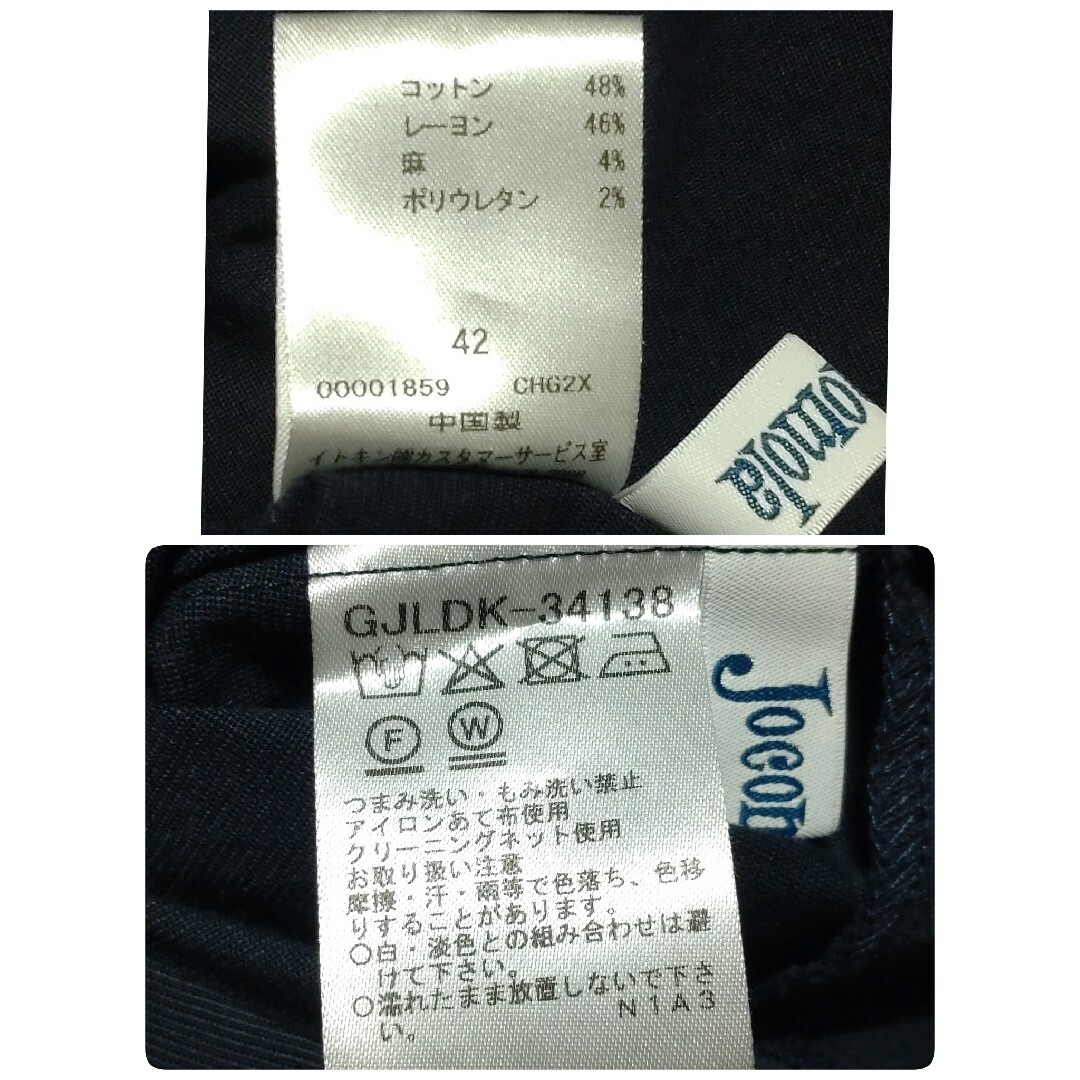 コットン 48%
レーヨン 46%
麻 4%
ポリウレタン 2%
42
00001859 CHG2X
中国製
イトキン㈱カスタマーサービス室
omola
GJLDK-34138
F W
Jocon
つまみ洗い・もみ洗い禁止
アイロンあて布使用
クリーニングネット使用
お取り扱い注意
摩擦・汗・雨等で色落ち、色移
りすることがあります。
○白・淡色との組み合わせは避
けて下さい。
○濡れたまま放置しないで下さ
い。
N1A3